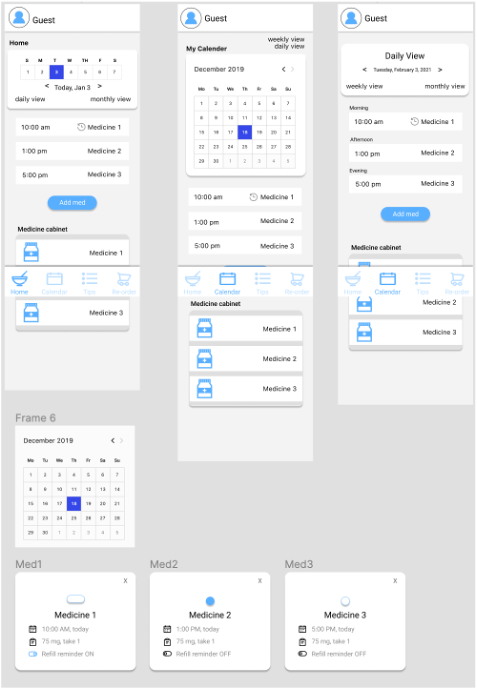 Guest
Home
S M T W T F S
1 2 3 4 5 6 7
< Today, Jan 3 >
daily view monthly view
10:00 am Medicine 1
1:00 pm Medicine 2
5:00 pm Medicine 3
Add med
Medicine cabinet
Medicine 1
Home Calendar Tips Re-order
Medicine 3
Guest
weekly view
My Calender daily view
December 2019 < >
Mo Tu We Th Fr Sa Su
1 2 3 4 5 6 7
8 9 10 11 12 13 14
15 16 17 18 19 20 21
22 23 24 25 26 27 28
29 30 1 2 3 4 5
10:00 am Medicine 1
1:00 pm Medicine 2
5:00 pm Medicine 3
Home Calendar Tips Re-order
Medicine cabinet
Medicine 1
Medicine 2
Medicine 3
Guest
Daily View
< Tuesday, February 3, 2021 >
weekly view monthly view
Morning
10:00 am Medicine 1
Afternoon
1:00 pm Medicine 2
Evening
5:00 pm Medicine 3
Add med
Medicine cabinet
Home Calendar Tips Re-order
Medicine 2
Medicine 3
Frame 6
December 2019 < >
Mo Tu We Th Fr Sa Su
1 2 3 4 5 6 7
8 9 10 11 12 13 14
15 16 17 18 19 20 21
22 23 24 25 26 27 28
29 30 1 2 3 4 5
Med1
X
Medicine 1
10:00 AM, today
75 mg, take 1
Refill reminder ON
Med2
X
Medicine 2
1:00 PM, today
75 mg, take 1
Refill reminder OFF
Med3
X
Medicine 3
5:00 PM, today
75 mg, take 1
Refill reminder OFF